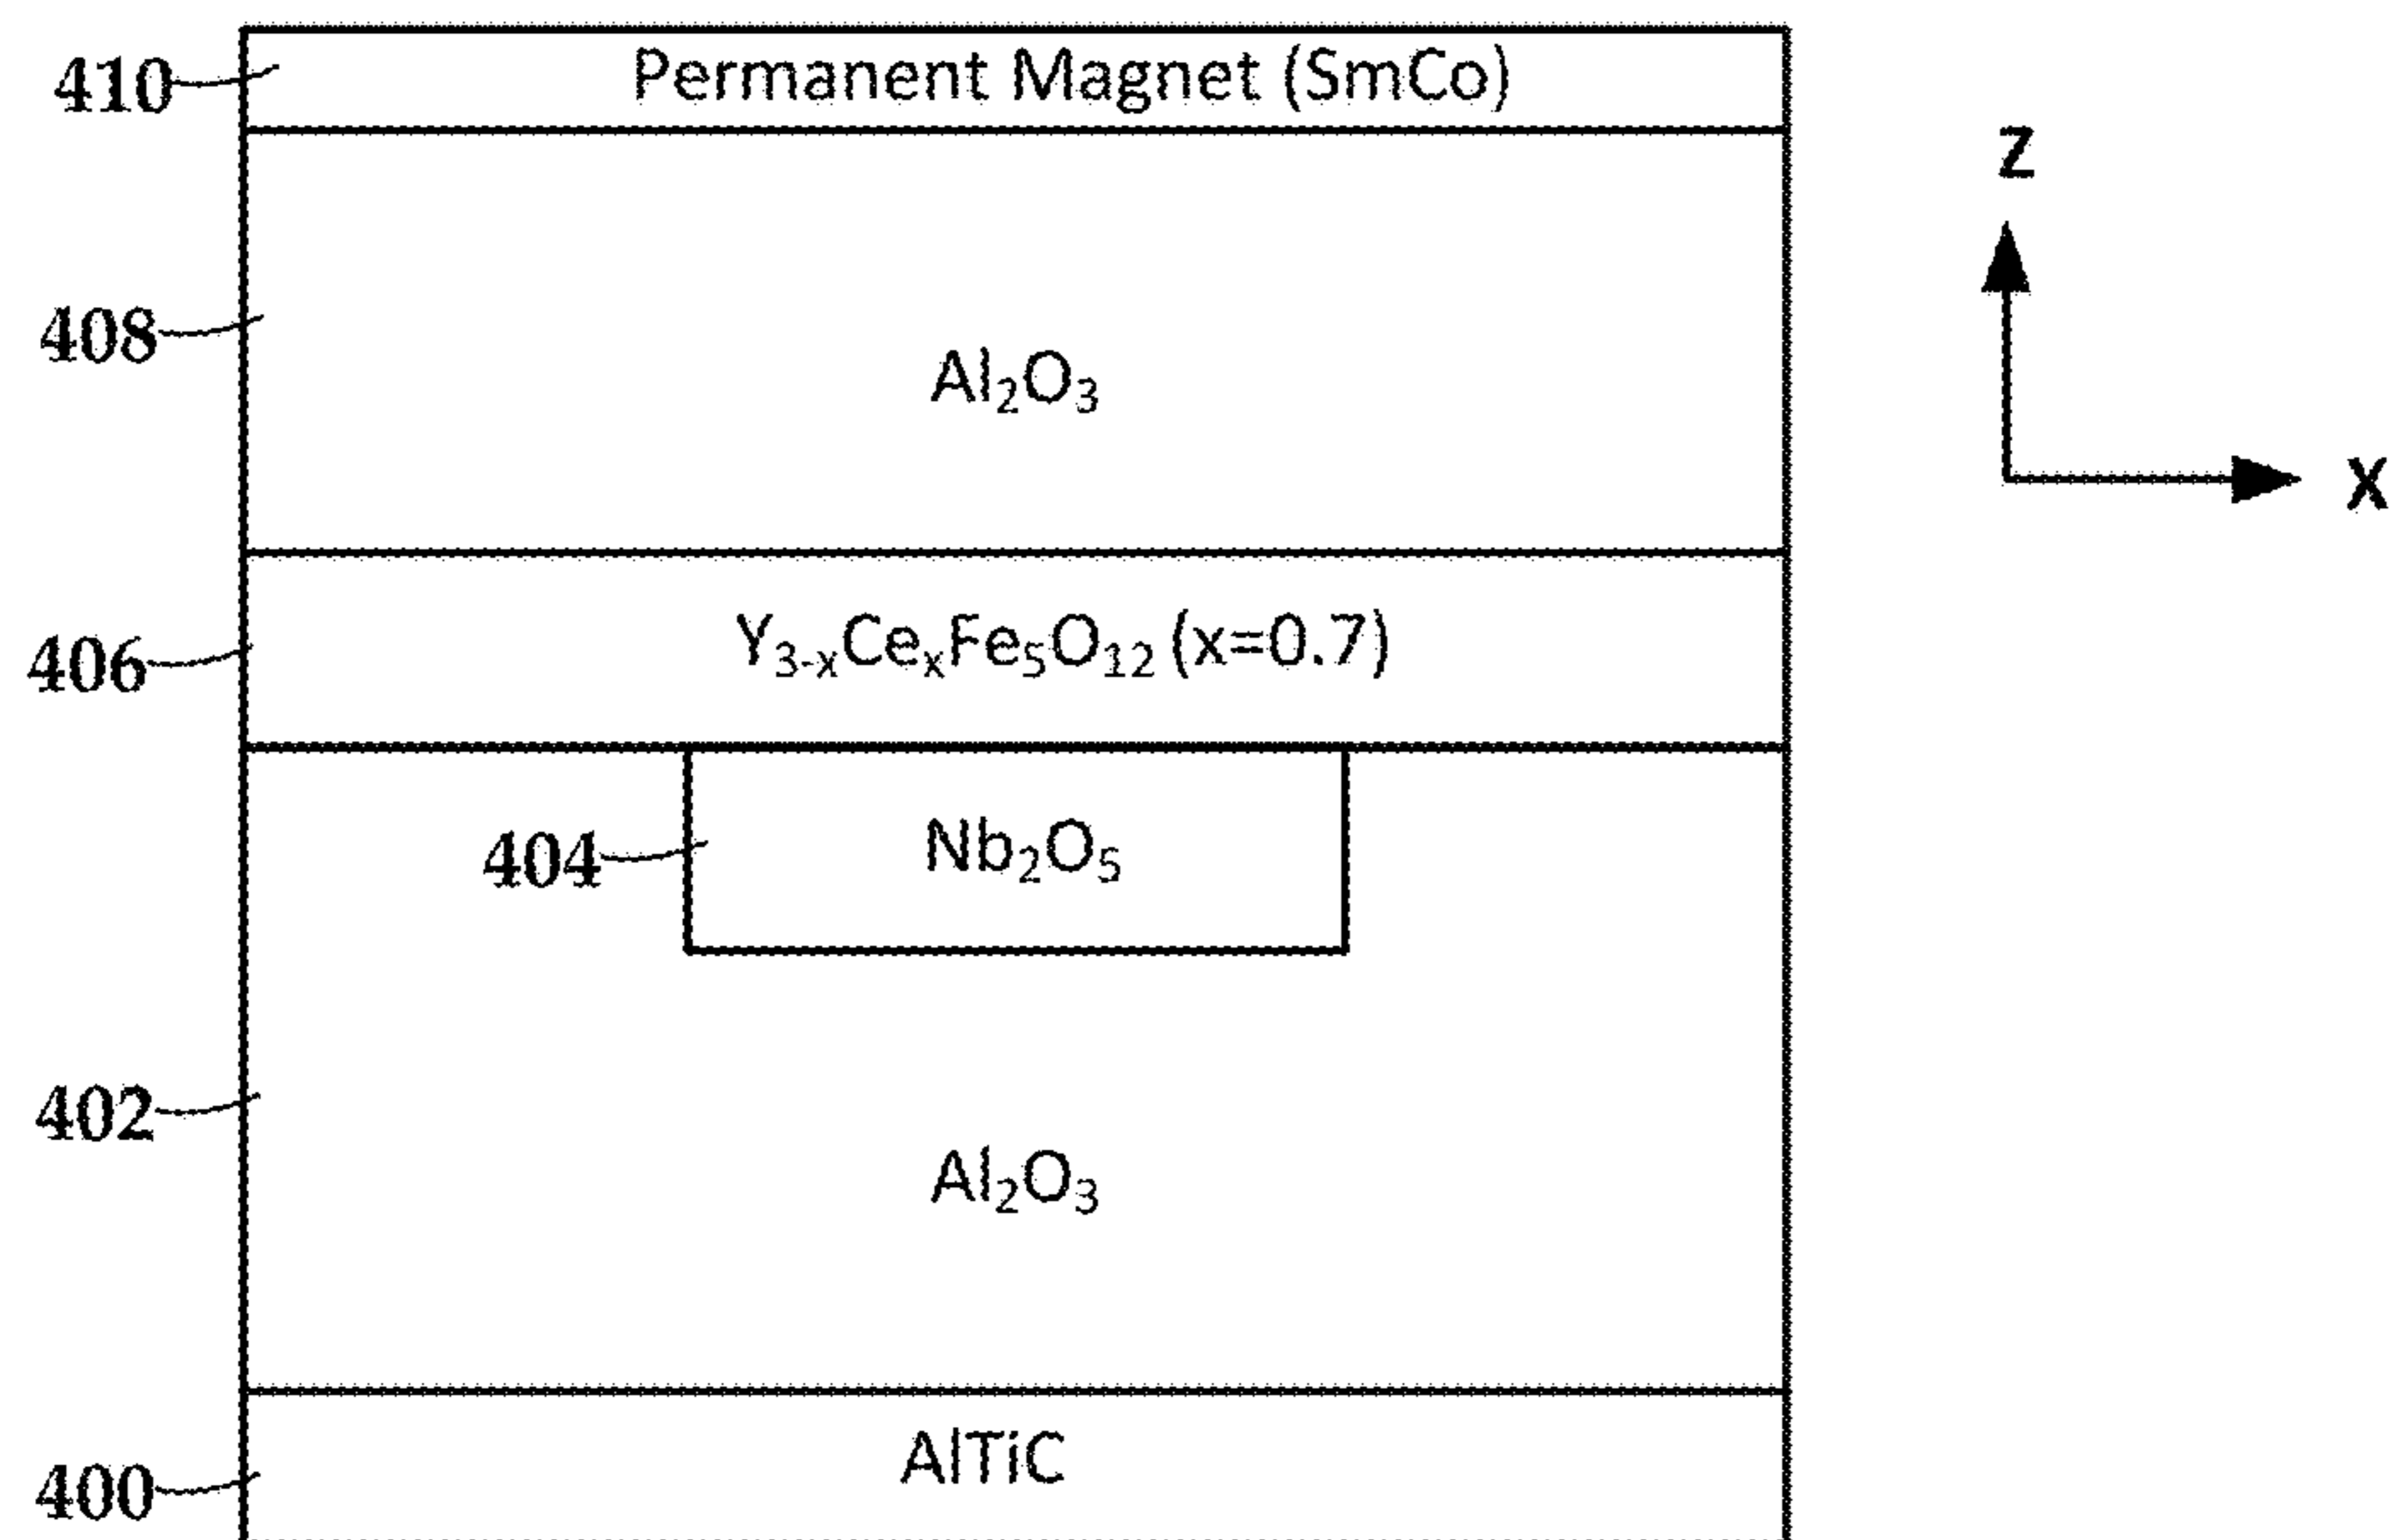 410 Permanent Magnet (SmCo)
Z
408
Al₂O₃
X
406 Y₃₋ₓCeₓFe₅O₁₂ (x=0.7)
404 Nb₂O₅
402
Al₂O₃
400 AlTiC